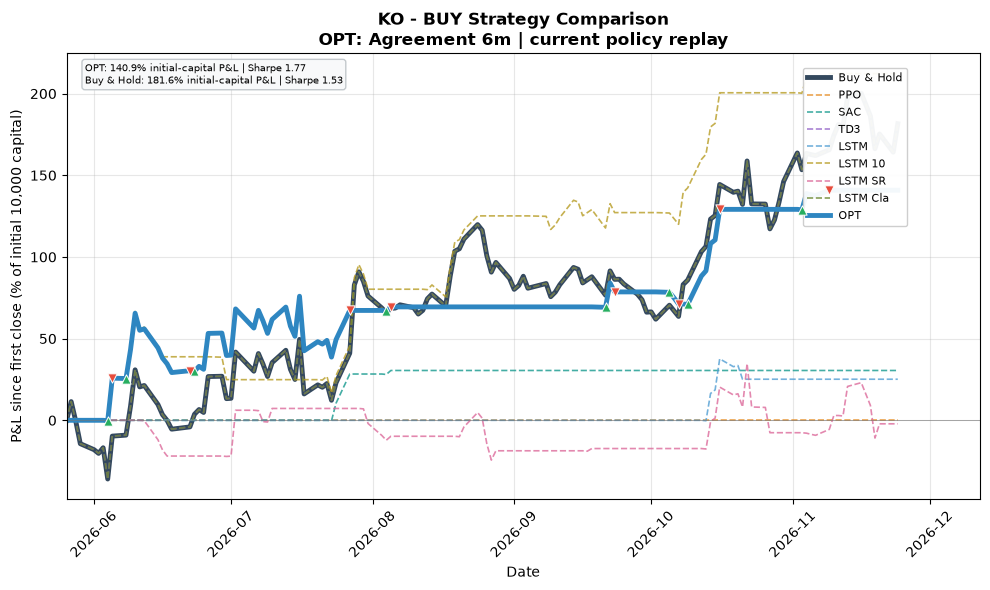 KO - BUY Strategy Comparison
OPT: Agreement 6m | current policy replay
OPT: 140.9% initial-capital P&L | Sharpe 1.77
Buy & Hold: 181.6% initial-capital P&L | Sharpe 1.53
Buy & Hold
PPO
SAC
TD3
LSTM
LSTM 10
LSTM SR
LSTM Cla
OPT
P&L since first close (% of initial 10,000 capital)
200
150
100
50
0
2026-06
2026-07
2026-08
2026-09
2026-10
2026-11
2026-12
Date